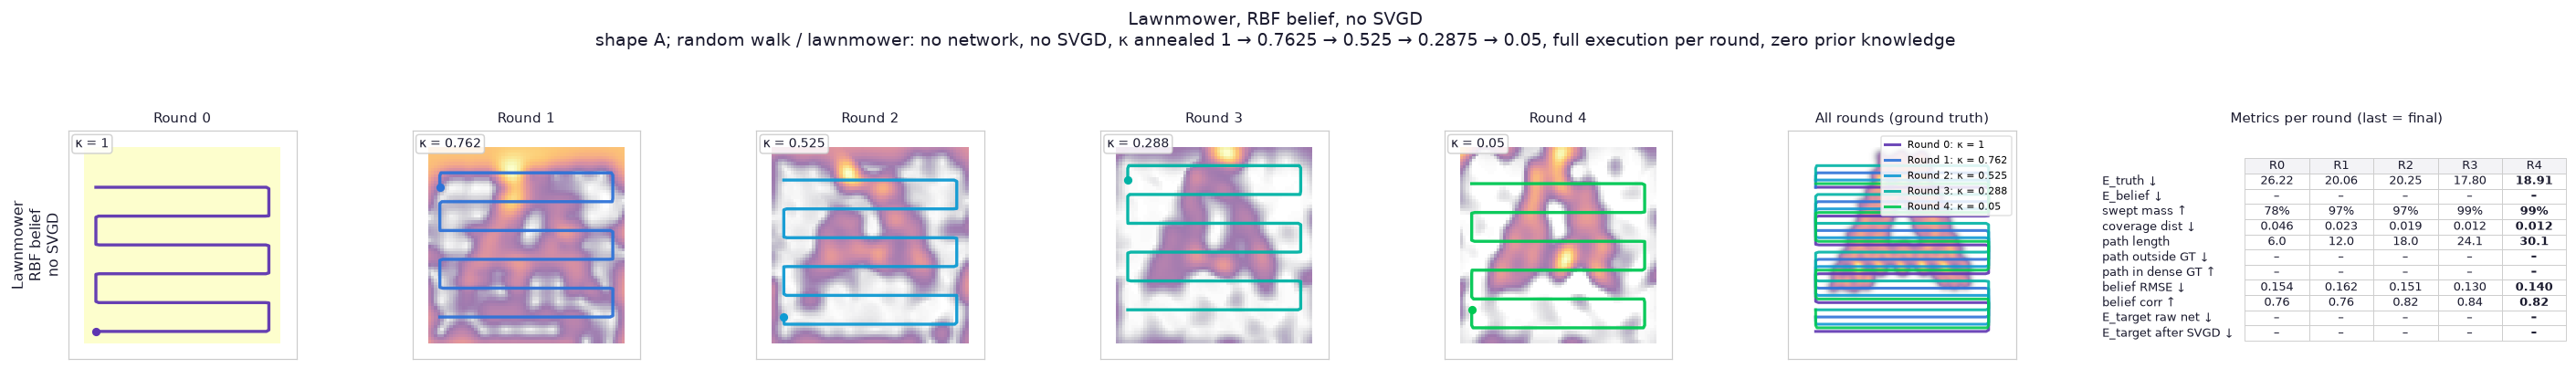 Lawnmower, RBF belief, no SVGD
shape A; random walk / lawnmower: no network, no SVGD, κ annealed 1 → 0.7625 → 0.525 → 0.2875 → 0.05, full execution per round, zero prior knowledge
Lawnmower
RBF belief
no SVGD
Round 0
κ = 1
Round 1
κ = 0.762
Round 2
κ = 0.525
Round 3
κ = 0.288
Round 4
κ = 0.05
All rounds (ground truth)
Round 0: κ = 1
Round 1: κ = 0.762
Round 2: κ = 0.525
Round 3: κ = 0.288
Round 4: κ = 0.05
Metrics per round (last = final)
R0 R1 R2 R3 R4
E_truth ↓ 26.22 20.06 20.25 17.80 18.91
E_belief ↓ – – – – –
swept mass ↑ 78% 97% 97% 99% 99%
coverage dist ↓ 0.046 0.023 0.019 0.012 0.012
path length 6.0 12.0 18.0 24.1 30.1
path outside GT ↓ – – – – –
path in dense GT ↑ – – – – –
belief RMSE ↓ 0.154 0.162 0.151 0.130 0.140
belief corr ↑ 0.76 0.76 0.82 0.84 0.82
E_target raw net ↓ – – – – –
E_target after SVGD ↓ – – – – –